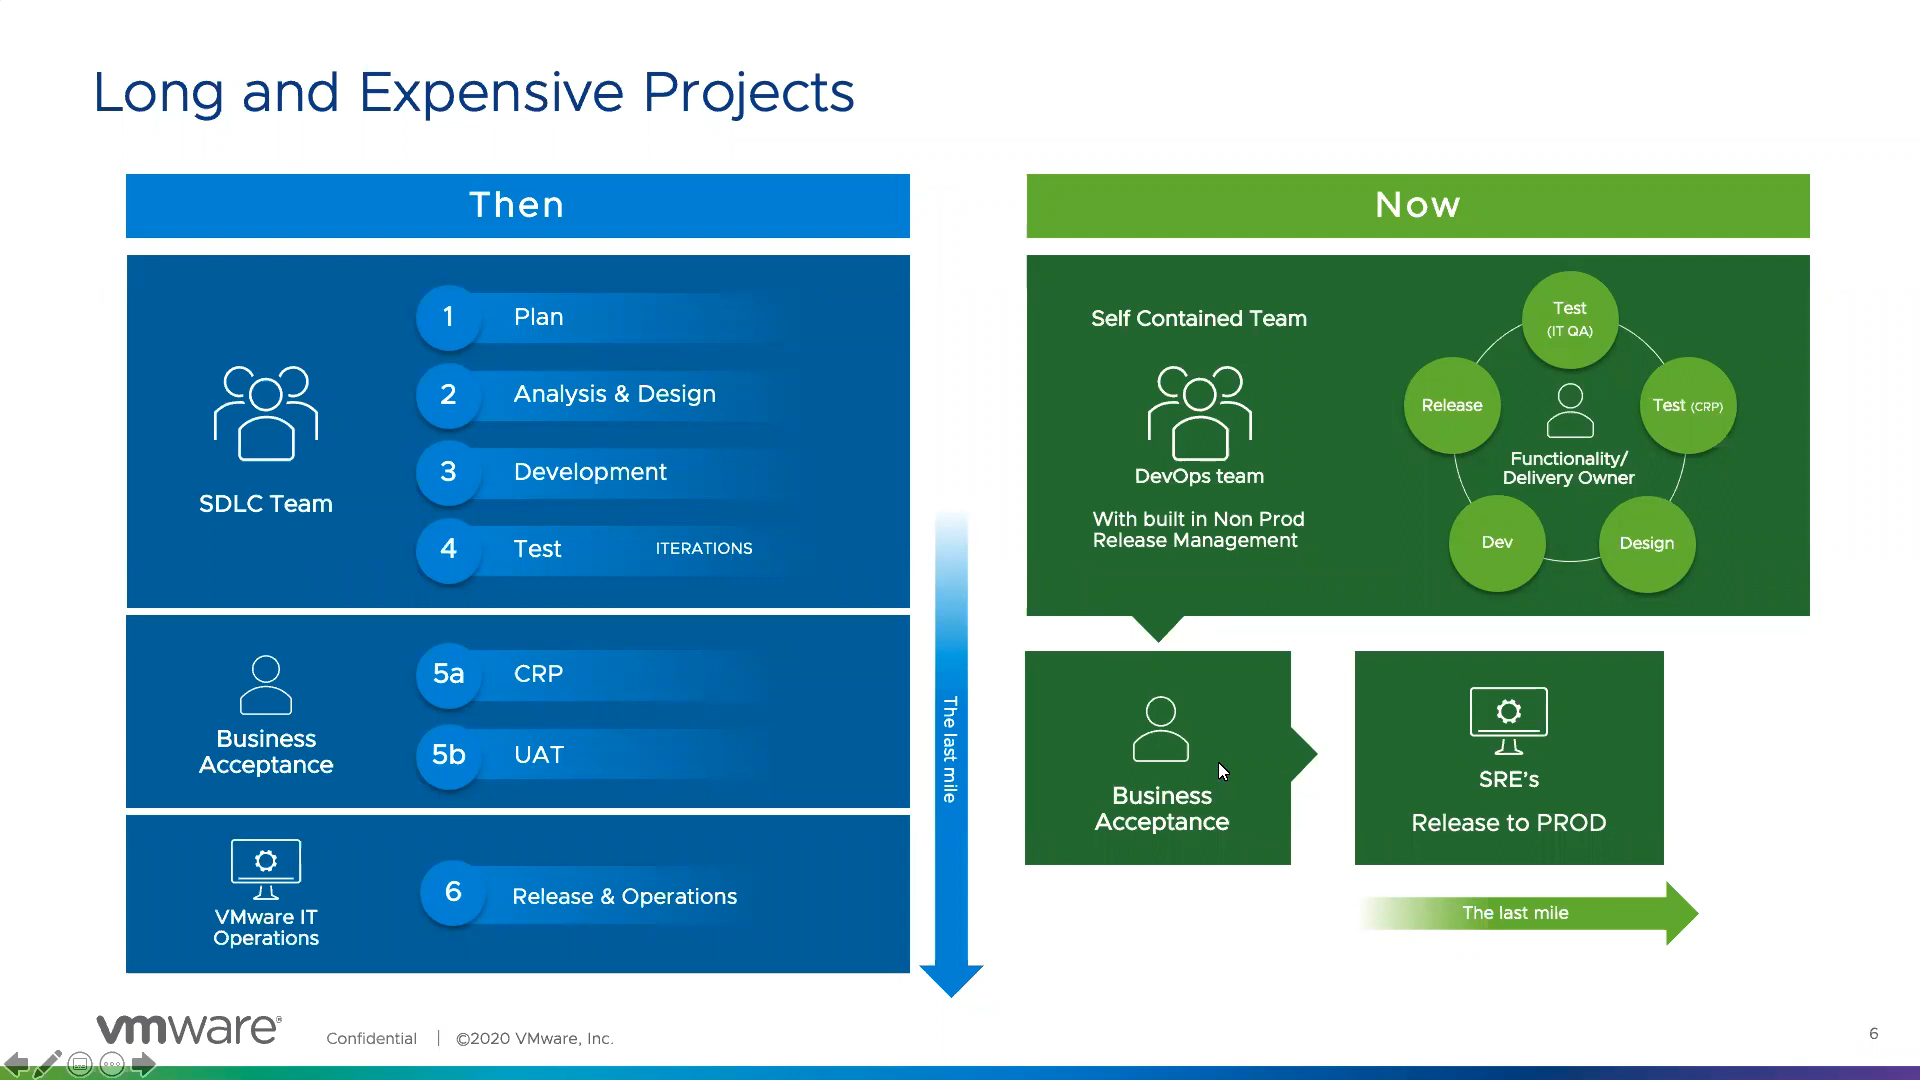 Long and Expensive Projects
Then
1 Plan
2 Analysis & Design
3 Development
4 Test ITERATIONS
SDLC Team
5a CRP
5b UAT
Business
Acceptance
6 Release & Operations
VMware IT
Operations
The last mile
Now
Self Contained Team
DevOps team
With built in Non Prod
Release Management
Test
(IT QA)
Test (CRP)
Design
Dev
Release
Functionality/
Delivery Owner
Business
Acceptance
SRE's
Release to PROD
The last mile
vmware®
Confidential | ©2020 VMware, Inc.
6